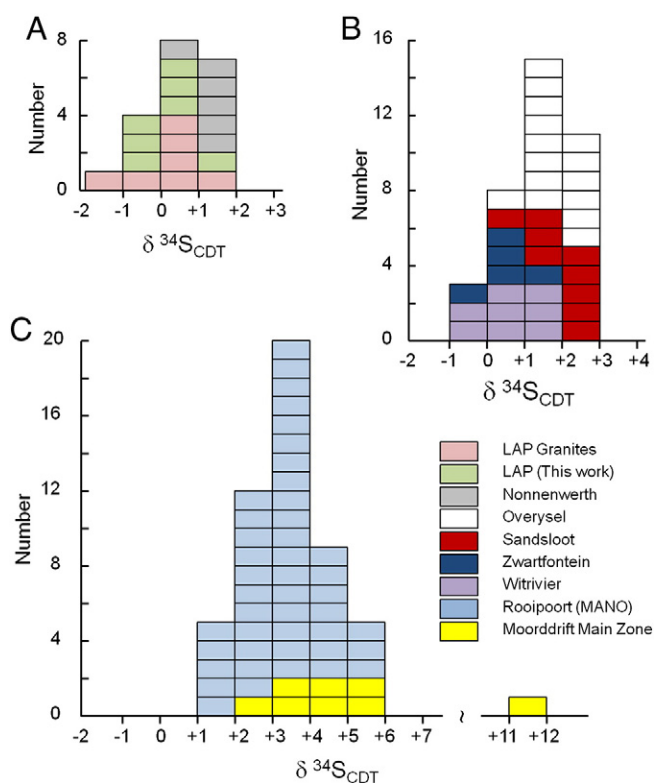 A
8
4
0
Number
-2 -1 0 +1 +2 +3
δ ³⁴S_CDT
B
16
12
8
4
0
Number
-2 -1 0 +1 +2 +3 +4
δ ³⁴S_CDT
C
20
16
12
8
4
0
Number
-2 -1 0 +1 +2 +3 +4 +5 +6 +7 ~ +11 +12
δ ³⁴S_CDT
LAP Granites
LAP (This work)
Nonnenwerth
Overysel
Sandsloot
Zwartfontein
Witrivier
Rooipoort (MANO)
Moorddrift Main Zone